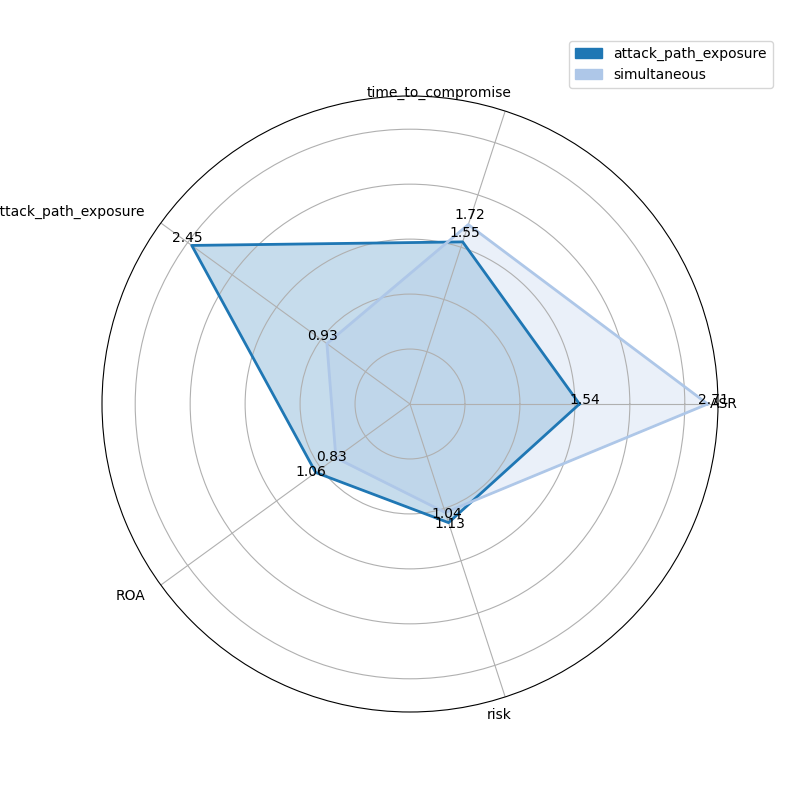 attack_path_exposure
simultaneous
time_to_compromise
ttack_path_exposure
2.45
1.72
1.55
0.93
1.54
2.71
ASR
0.83
1.06
1.04
1.13
ROA
risk